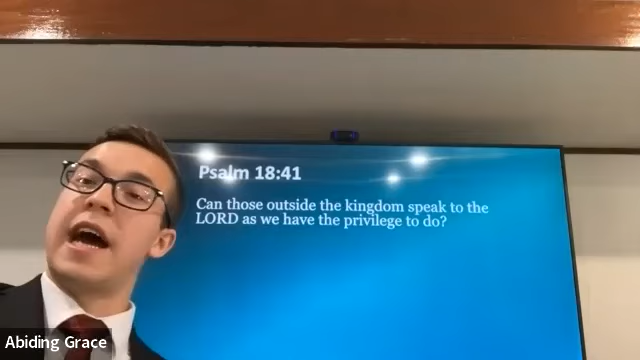 Psalm 18:41
Can those outside the kingdom speak to the
LORD as we have the privilege to do?
Abiding Grace